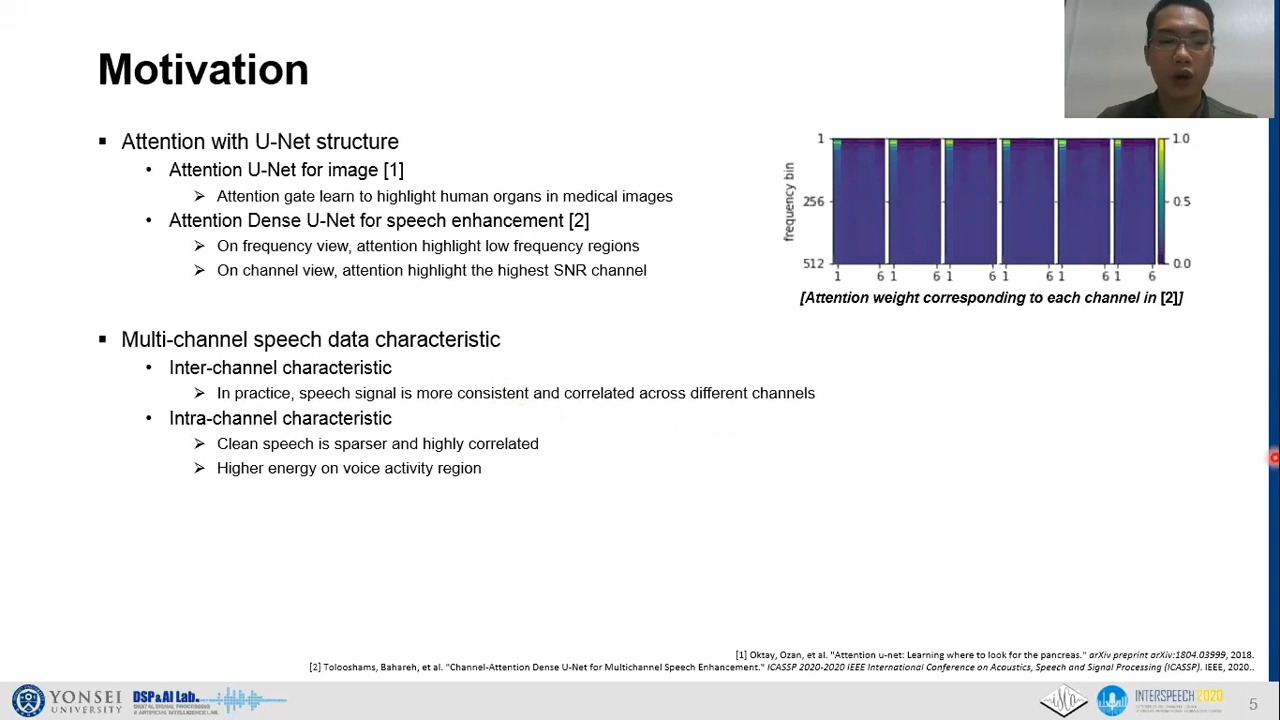 Motivation
▪ Attention with U-Net structure
• Attention U-Net for image [1]
➢ Attention gate learn to highlight human organs in medical images
• Attention Dense U-Net for speech enhancement [2]
➢ On frequency view, attention highlight low frequency regions
➢ On channel view, attention highlight the highest SNR channel
1
256
512
frequency bin
1 6 1 6 1 6 1 6 1 6 1 6
1.0
0.5
0.0
[Attention weight corresponding to each channel in [2]]
▪ Multi-channel speech data characteristic
• Inter-channel characteristic
➢ In practice, speech signal is more consistent and correlated across different channels
• Intra-channel characteristic
➢ Clean speech is sparser and highly correlated
➢ Higher energy on voice activity region
[1] Oktay, Ozan, et al. "Attention u-net: Learning where to look for the pancreas." arXiv preprint arXiv:1804.03999, 2018.
[2] Tolooshams, Bahareh, et al. "Channel-Attention Dense U-Net for Multichannel Speech Enhancement." ICASSP 2020-2020 IEEE International Conference on Acoustics, Speech and Signal Processing (ICASSP). IEEE, 2020..
YONSEI
UNIVERSITY
DSP&AI Lab.
DIGITAL SIGNAL PROCESSING
& ARTIFICIAL INTELLIGENCE LAB.
INTERSPEECH 2020
5